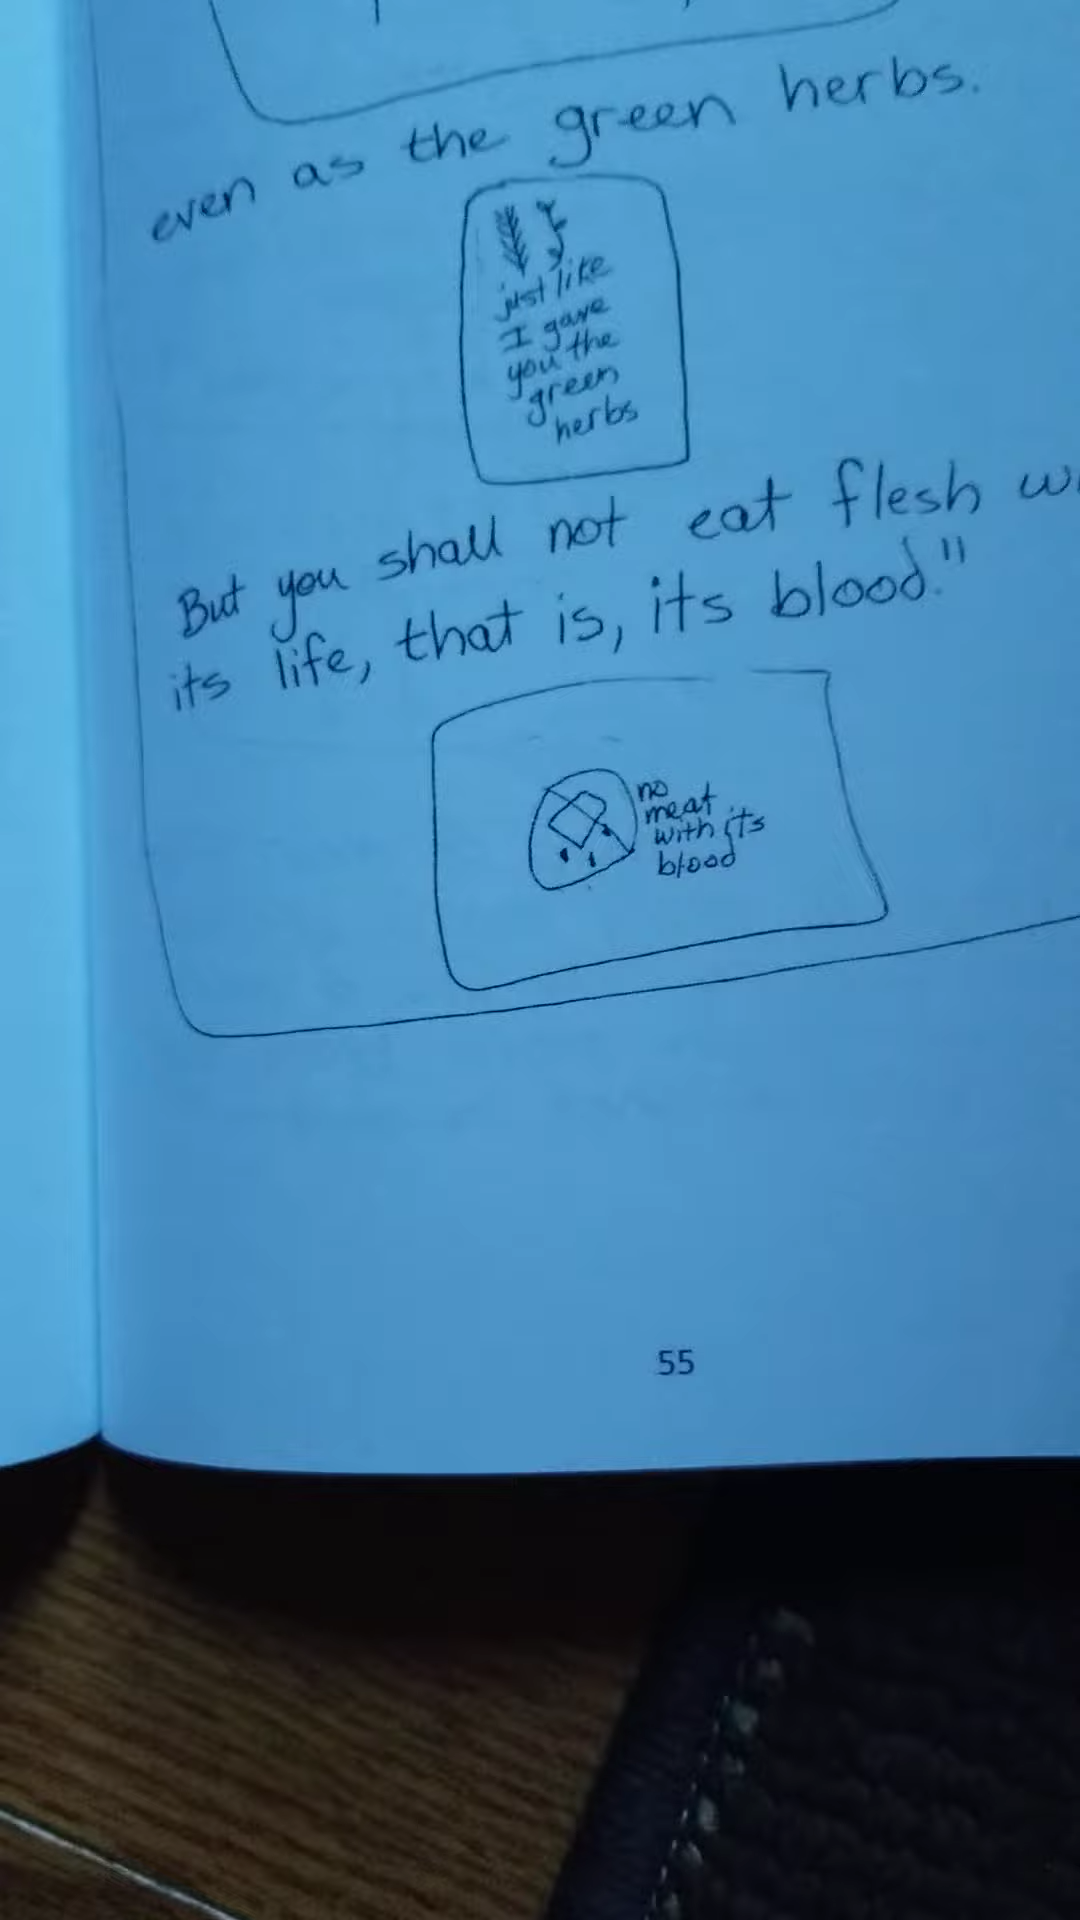 even as the green herbs.
just like
I gave
you the
green
herbs
But you shall not eat flesh
its life, that is, its blood."
no
meat
with its
blood
55